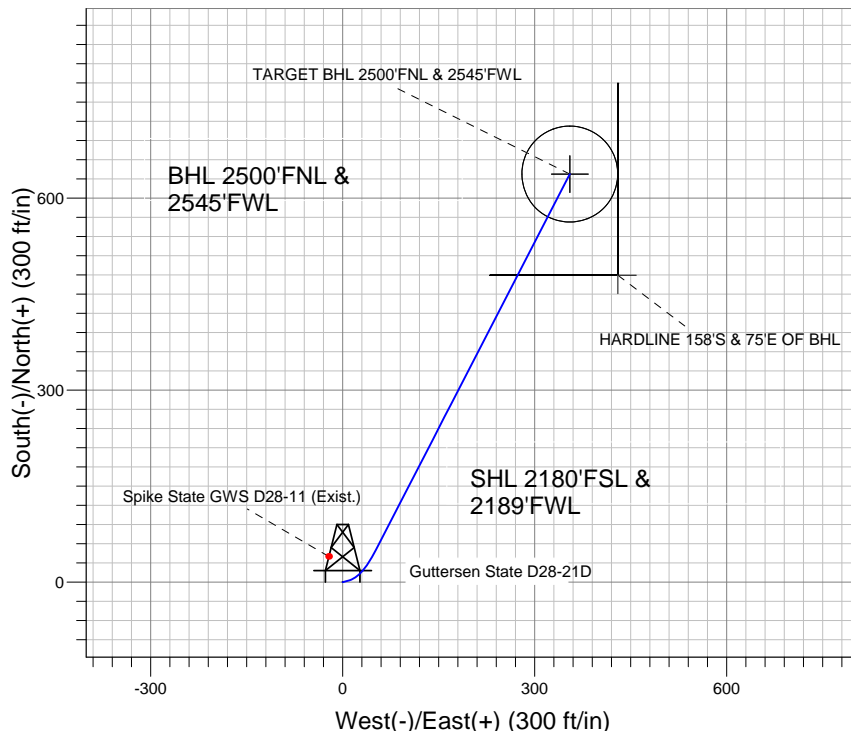 TARGET BHL 2500'FNL & 2545'FWL
BHL 2500'FNL &
2545'FWL
600
HARDLINE 158'S & 75'E OF BHL
South(-)/North(+) (300 ft/in)
300
SHL 2180'FSL &
2189'FWL
Spike State GWS D28-11 (Exist.)
Guttersen State D28-21D
0
-300
0
300
600
West(-)/East(+) (300 ft/in)